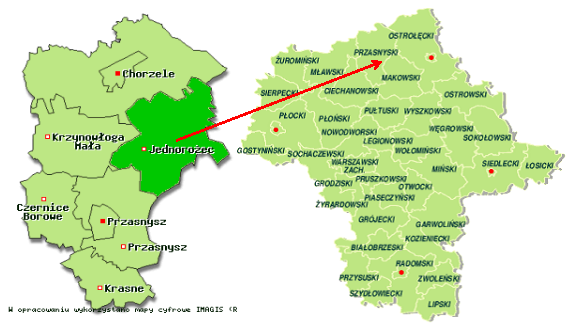 Chorzele
Krzynowłoga
Mała
Jednorożec
Czernice
Borowe
Przasnysz
Przasnysz
Krasne
W opracowaniu wykorzystano mapy cyfrowe IMAGIS (R
OSTROŁĘCKI
PRZASNYSKI
ŻUROMIŃSKI
MŁAWSKI
MAKOWSKI
SIERPECKI
CIECHANOWSKI
OSTROWSKI
PŁOCKI
PŁOŃSKI
PUŁTUSKI
WYSZKOWSKI
NOWODWORSKI
WĘGROWSKI
SOKOŁOWSKI
LEGIONOWSKI
GOSTYNIŃSKI
SOCHACZEWSKI
WOŁOMIŃSKI
WARSZAWSKI
ZACH
MIŃSKI
SIEDLECKI
ŁOSICKI
GRODZISKI
PRUSZKOWSKI
OTWOCKI
ŻYRARDOWSKI
PIASECZYŃSKI
GRÓJECKI
GARWOLIŃSKI
KOZIENICKI
BIAŁOBRZESKI
RADOMSKI
PRZYSUSKI
ZWOLEŃSKI
SZYDŁOWIECKI
LIPSKI